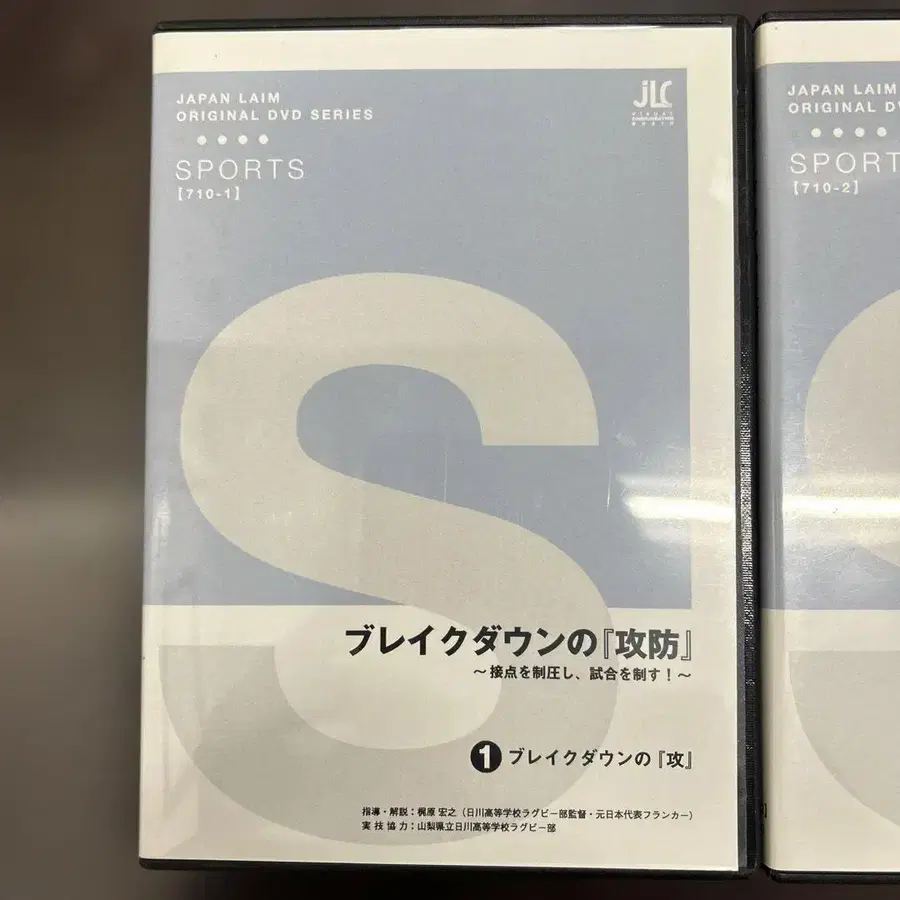 JAPAN LAIM
ORIGINAL DVD SERIES
SPORTS
【710-1】
JLC
VISUAL
COMMUNICATION
S
ブレイクダウンの『攻防』
～接点を制圧し、試合を制す！～
❶ ブレイクダウンの『攻』
指導・解説：梶原 宏之（日川高等学校ラグビー部監督・元日本代表フランカー）
実技協力：山梨県立日川高等学校ラグビー部
JAPAN LAIM
ORIGINAL DV
SPORT
【710-2】